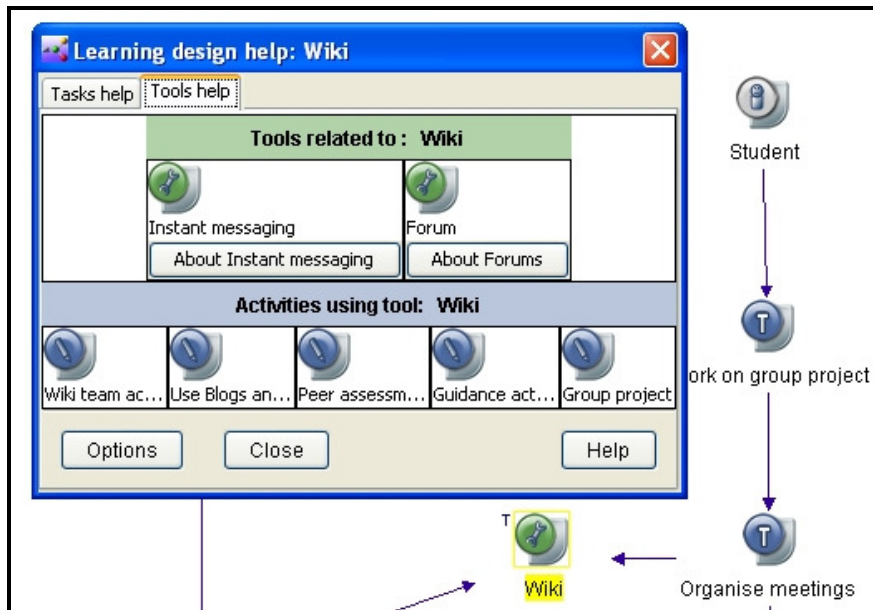 Learning design help: Wiki
Tasks help Tools help
Tools related to : Wiki
Instant messaging Forum
About Instant messaging About Forums
Activities using tool: Wiki
Wiki team ac... Use Blogs an... Peer assessm... Guidance act... Group project
Options Close Help
Student
ork on group project
T
Wiki
Organise meetings